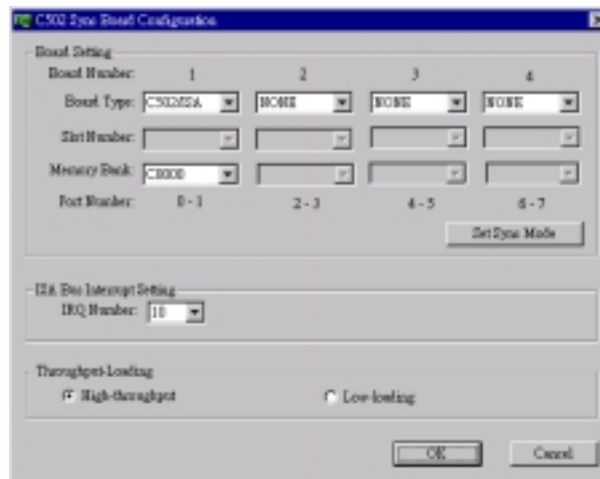 C502 Sync Board Configuration
Board Setting
Board Number: 1 2 3 4
Board Type: C502/ISA NONE NONE NONE
Slot Number:
Memory Bank: C8000
Port Number: 0 - 1 2 - 3 4 - 5 6 - 7
Set Sync Mode
ISA Bus Interrupt Setting
IRQ Number: 10
Throughput-Loading
High-throughput Low-loading
OK Cancel